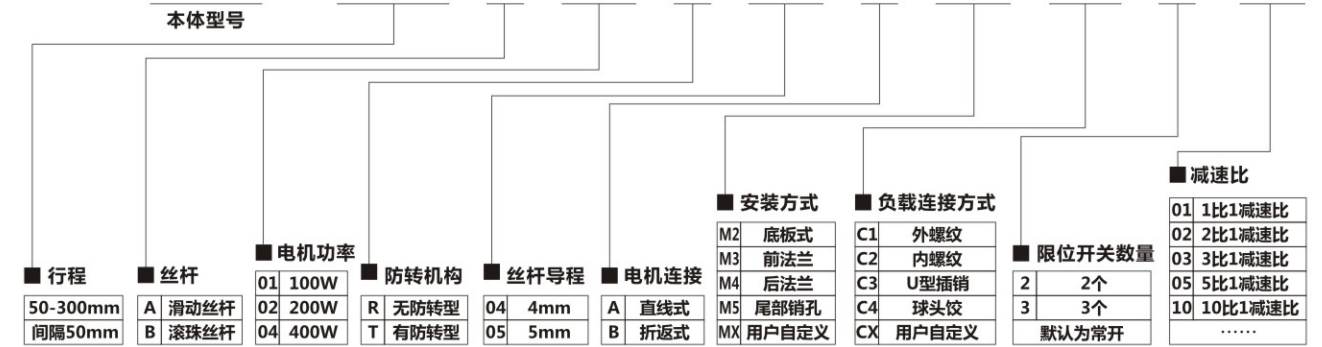 本体型号
■ 行程
50-300mm
间隔50mm
■ 丝杆
A 滑动丝杆
B 滚珠丝杆
■ 电机功率
01 100W
02 200W
04 400W
■ 防转机构
R 无防转型
T 有防转型
■ 丝杆导程
04 4mm
05 5mm
■ 电机连接
A 直线式
B 折返式
■ 安装方式
M2 底板式
M3 前法兰
M4 后法兰
M5 尾部销孔
MX 用户自定义
■ 负载连接方式
C1 外螺纹
C2 内螺纹
C3 U型插销
C4 球头铰
CX 用户自定义
■ 限位开关数量
2 2个
3 3个
默认为常开
■ 减速比
01 1比1减速比
02 2比1减速比
03 3比1减速比
05 5比1减速比
10 10比1减速比
……